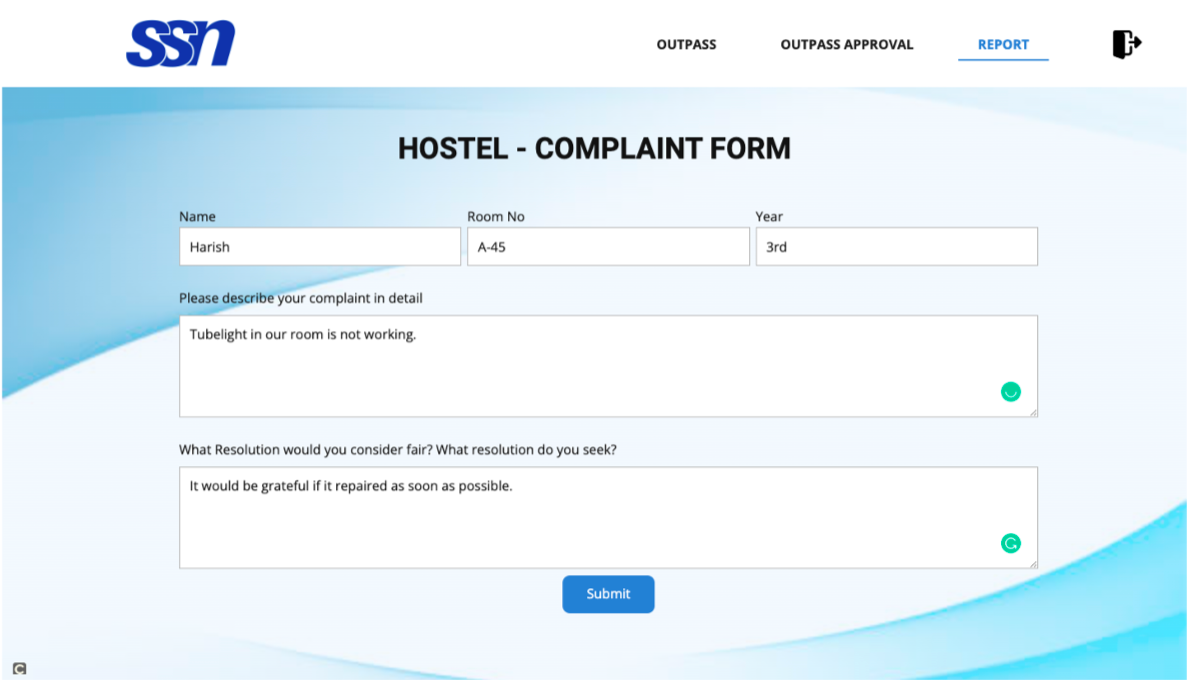 ssn
OUTPASS OUTPASS APPROVAL REPORT
HOSTEL - COMPLAINT FORM
Name Room No Year
Harish A-45 3rd
Please describe your complaint in detail
Tubelight in our room is not working.
What Resolution would you consider fair? What resolution do you seek?
It would be grateful if it repaired as soon as possible.
Submit
C